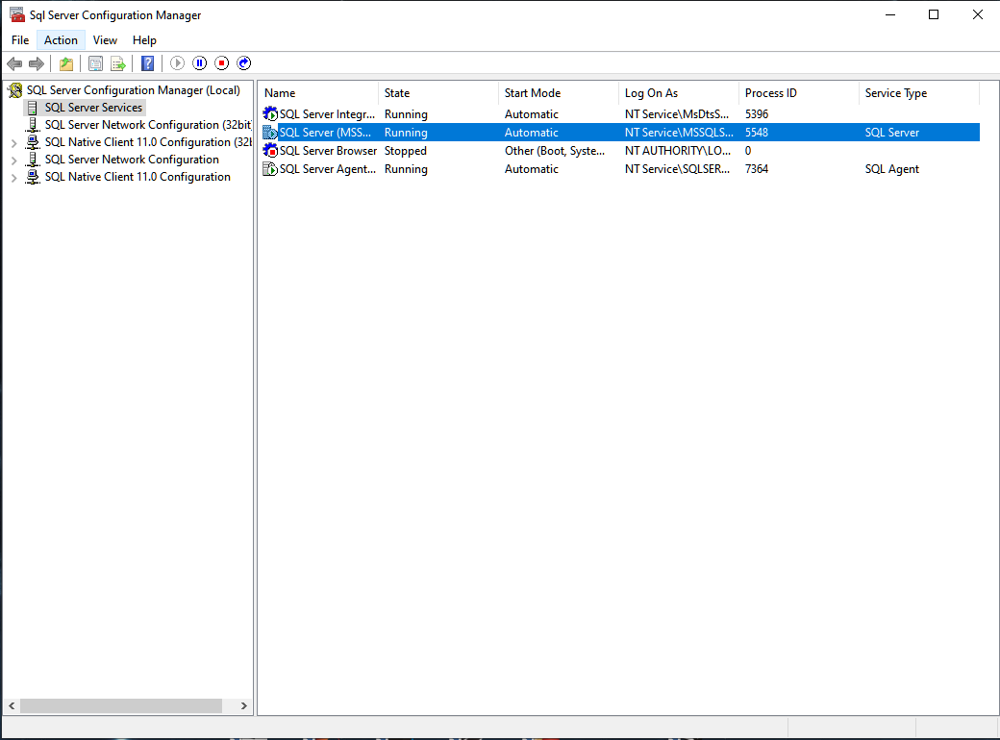 Sql Server Configuration Manager
File Action View Help
SQL Server Configuration Manager (Local)
SQL Server Services
SQL Server Network Configuration (32bit
SQL Native Client 11.0 Configuration (32b
SQL Server Network Configuration
SQL Native Client 11.0 Configuration
Name State Start Mode Log On As Process ID Service Type
SQL Server Integr... Running Automatic NT Service\MsDtsS... 5396
SQL Server (MSS... Running Automatic NT Service\MSSQLS... 5548 SQL Server
SQL Server Browser Stopped Other (Boot, Syste... NT AUTHORITY\LO... 0
SQL Server Agent... Running Automatic NT Service\SQLSER... 7364 SQL Agent